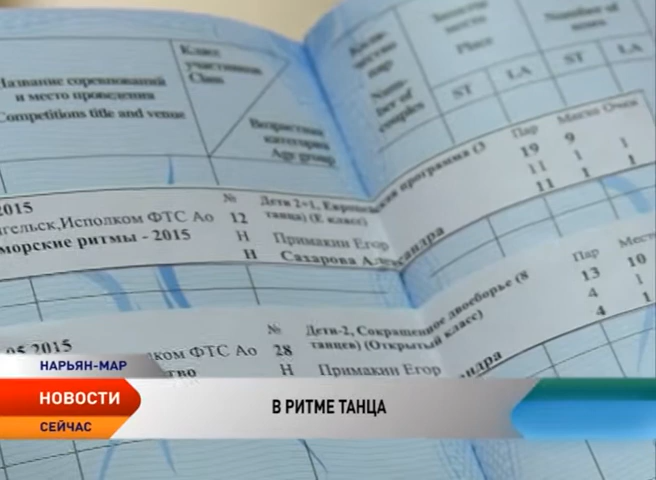 Название соревнований
и место проведения
Competitions title and venue
Класс
участников
Class
Возрастная
категория
Age group
Number of couples
Place
Number of
ST LA ST LA
2015
№ Дети 2+1, Европейская программа (3
танца) (Е класс)
Пар Место Очки
Исполком ФТС Ао 12
19 9
морские ритмы - 2015
Н Примакин Егор
11 1 1
Н Сазарова Александра
11 1 1
05.2015
№ Дети-2, Сокращенное двоеборье (8
танцев) (Открытый класс)
Пар
ком ФТС Ао 28
13 10
тво
Н Примакин Егор
4 1
4 1
НАРЬЯН-МАР
НОВОСТИ
СЕЙЧАС
В РИТМЕ ТАНЦА